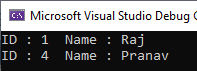 Microsoft Visual Studio Debug
ID : 1  Name : Raj
ID : 4  Name : Pranav